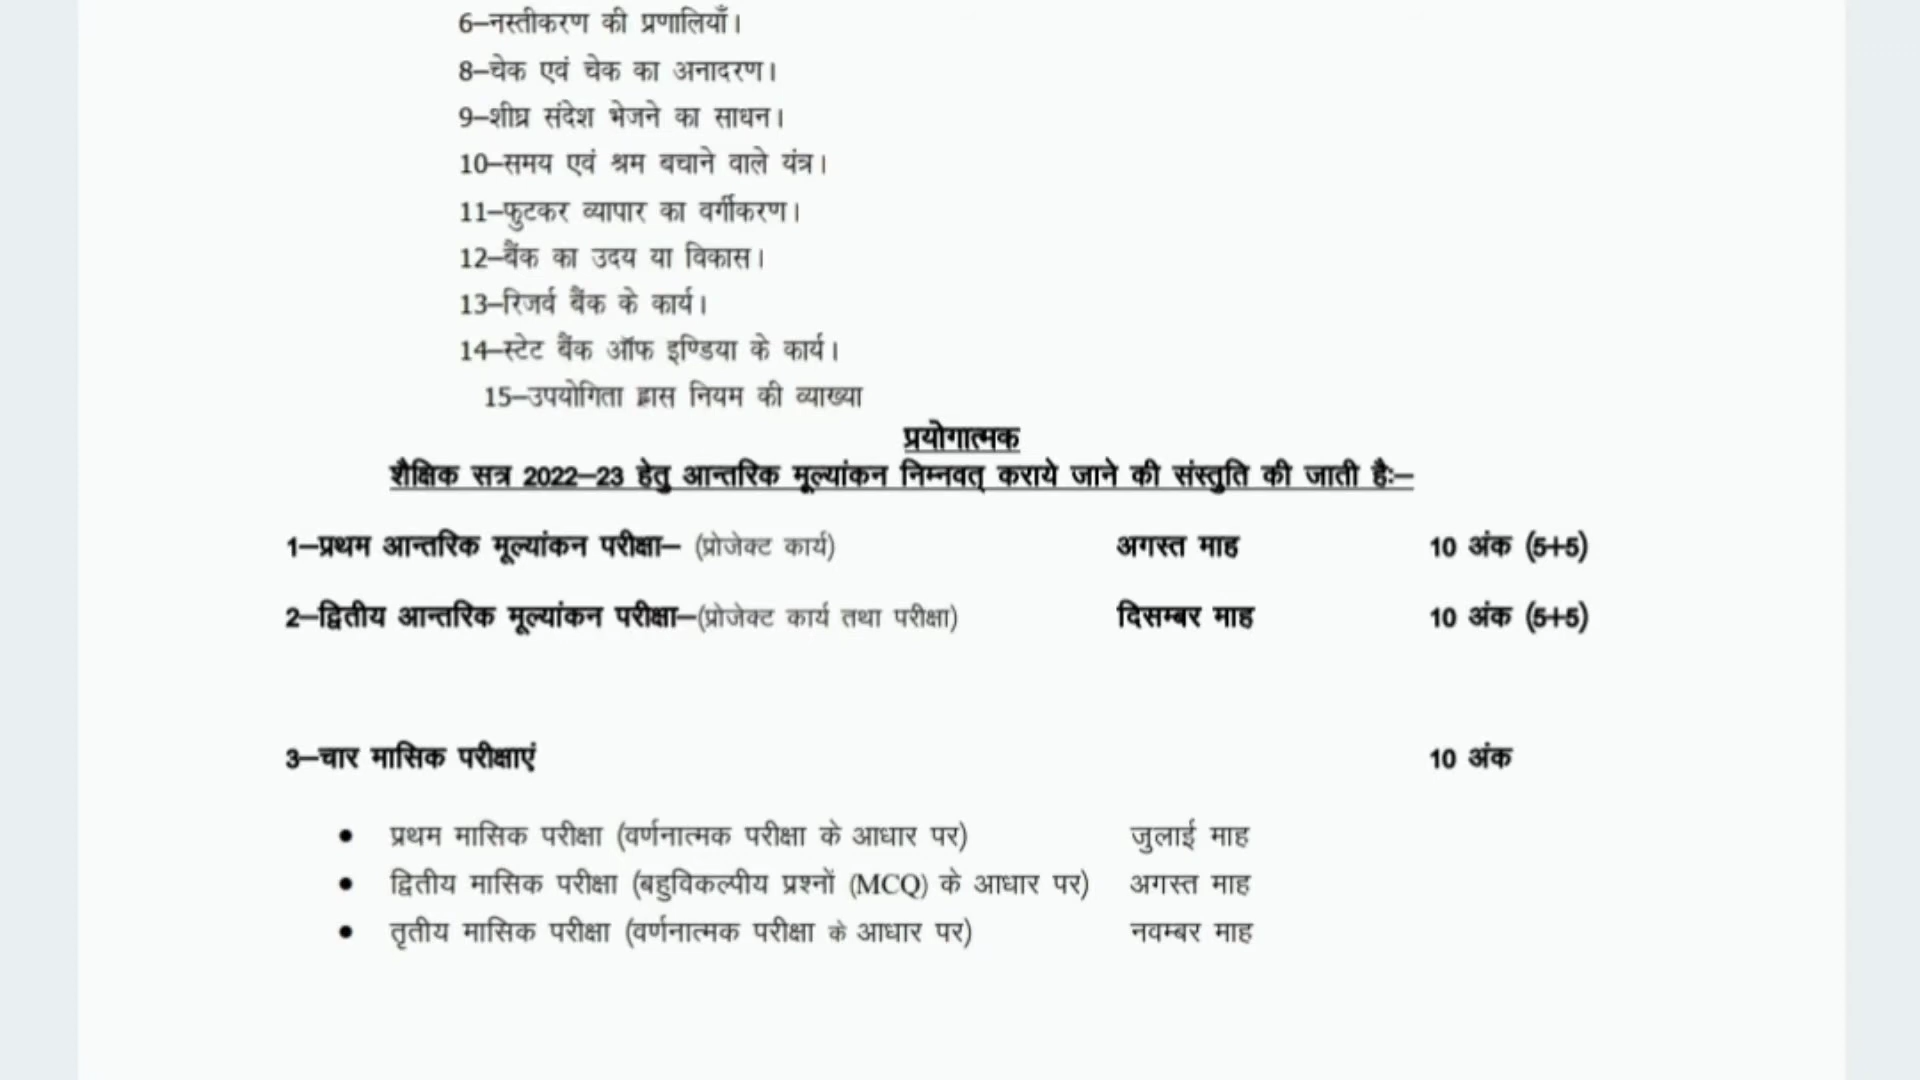 6–नस्तीकरण की प्रणालियाँ।
8–चेक एवं चेक का अनादरण।
9–शीघ्र संदेश भेजने का साधन।
10–समय एवं श्रम बचाने वाले यंत्र।
11–फुटकर व्यापार का वर्गीकरण।
12–बैंक का उदय या विकास।
13–रिजर्व बैंक के कार्य।
14–स्टेट बैंक ऑफ इण्डिया के कार्य।
15–उपयोगिता ह्रास नियम की व्याख्या
प्रयोगात्मक
शैक्षिक सत्र 2022–23 हेतु आन्तरिक मूल्यांकन निम्नवत् कराये जाने की संस्तुति की जाती हैः–
1–प्रथम आन्तरिक मूल्यांकन परीक्षा– (प्रोजेक्ट कार्य) अगस्त माह 10 अंक (5+5)
2–द्वितीय आन्तरिक मूल्यांकन परीक्षा–(प्रोजेक्ट कार्य तथा परीक्षा) दिसम्बर माह 10 अंक (5+5)
3–चार मासिक परीक्षाएं 10 अंक
• प्रथम मासिक परीक्षा (वर्णनात्मक परीक्षा के आधार पर) जुलाई माह
• द्वितीय मासिक परीक्षा (बहुविकल्पीय प्रश्नों (MCQ) के आधार पर) अगस्त माह
• तृतीय मासिक परीक्षा (वर्णनात्मक परीक्षा के आधार पर) नवम्बर माह